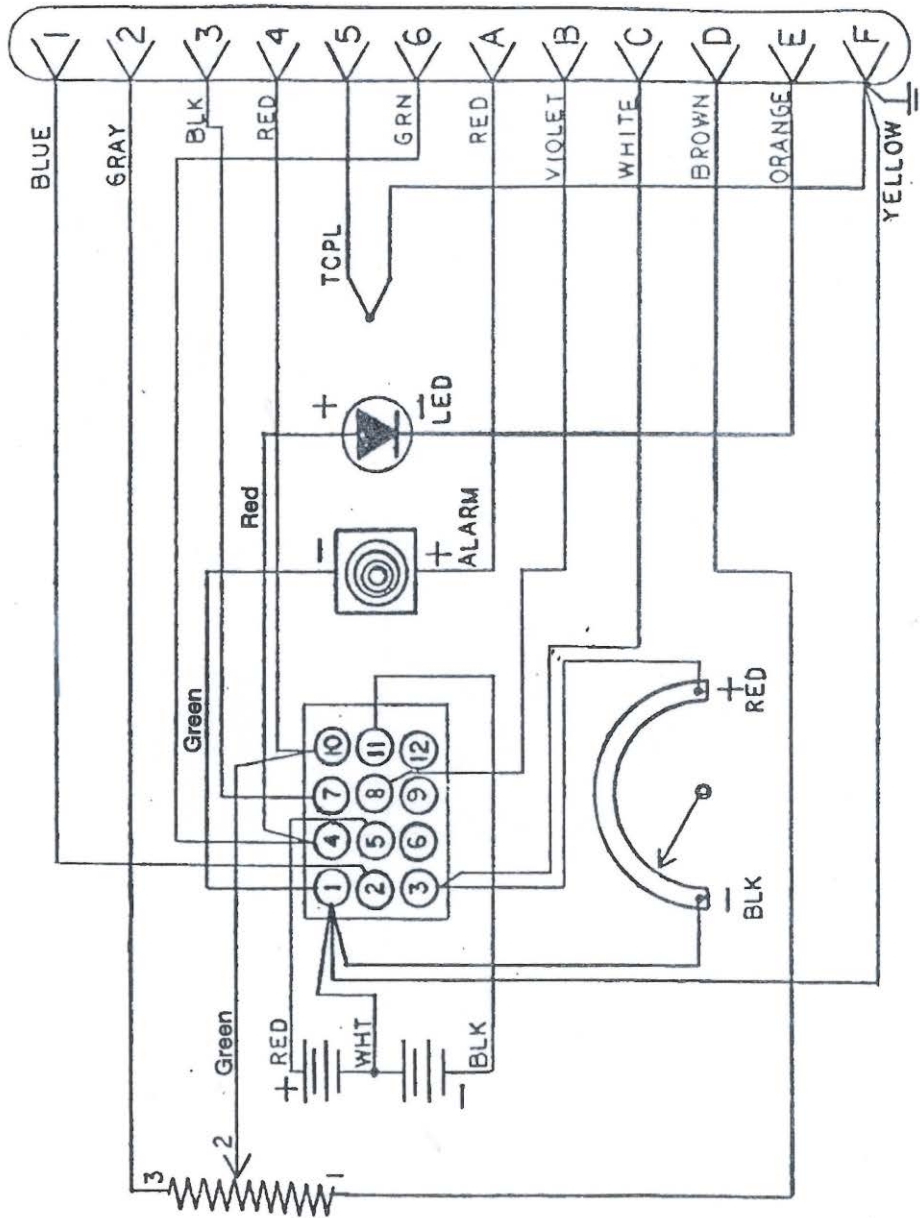 1
2
3
4
5
6
A
B
C
D
E
F
BLUE
GRAY
BLK
RED
GRN
RED
VIOLET
WHITE
BROWN
ORANGE
YELLOW
TCPL
+
-
LED
Red
-
+
ALARM
Green
10
11
12
7
8
9
4
5
6
1
2
3
+
RED
-
BLK
Green
+
RED
WHT
BLK
-
3
2
1